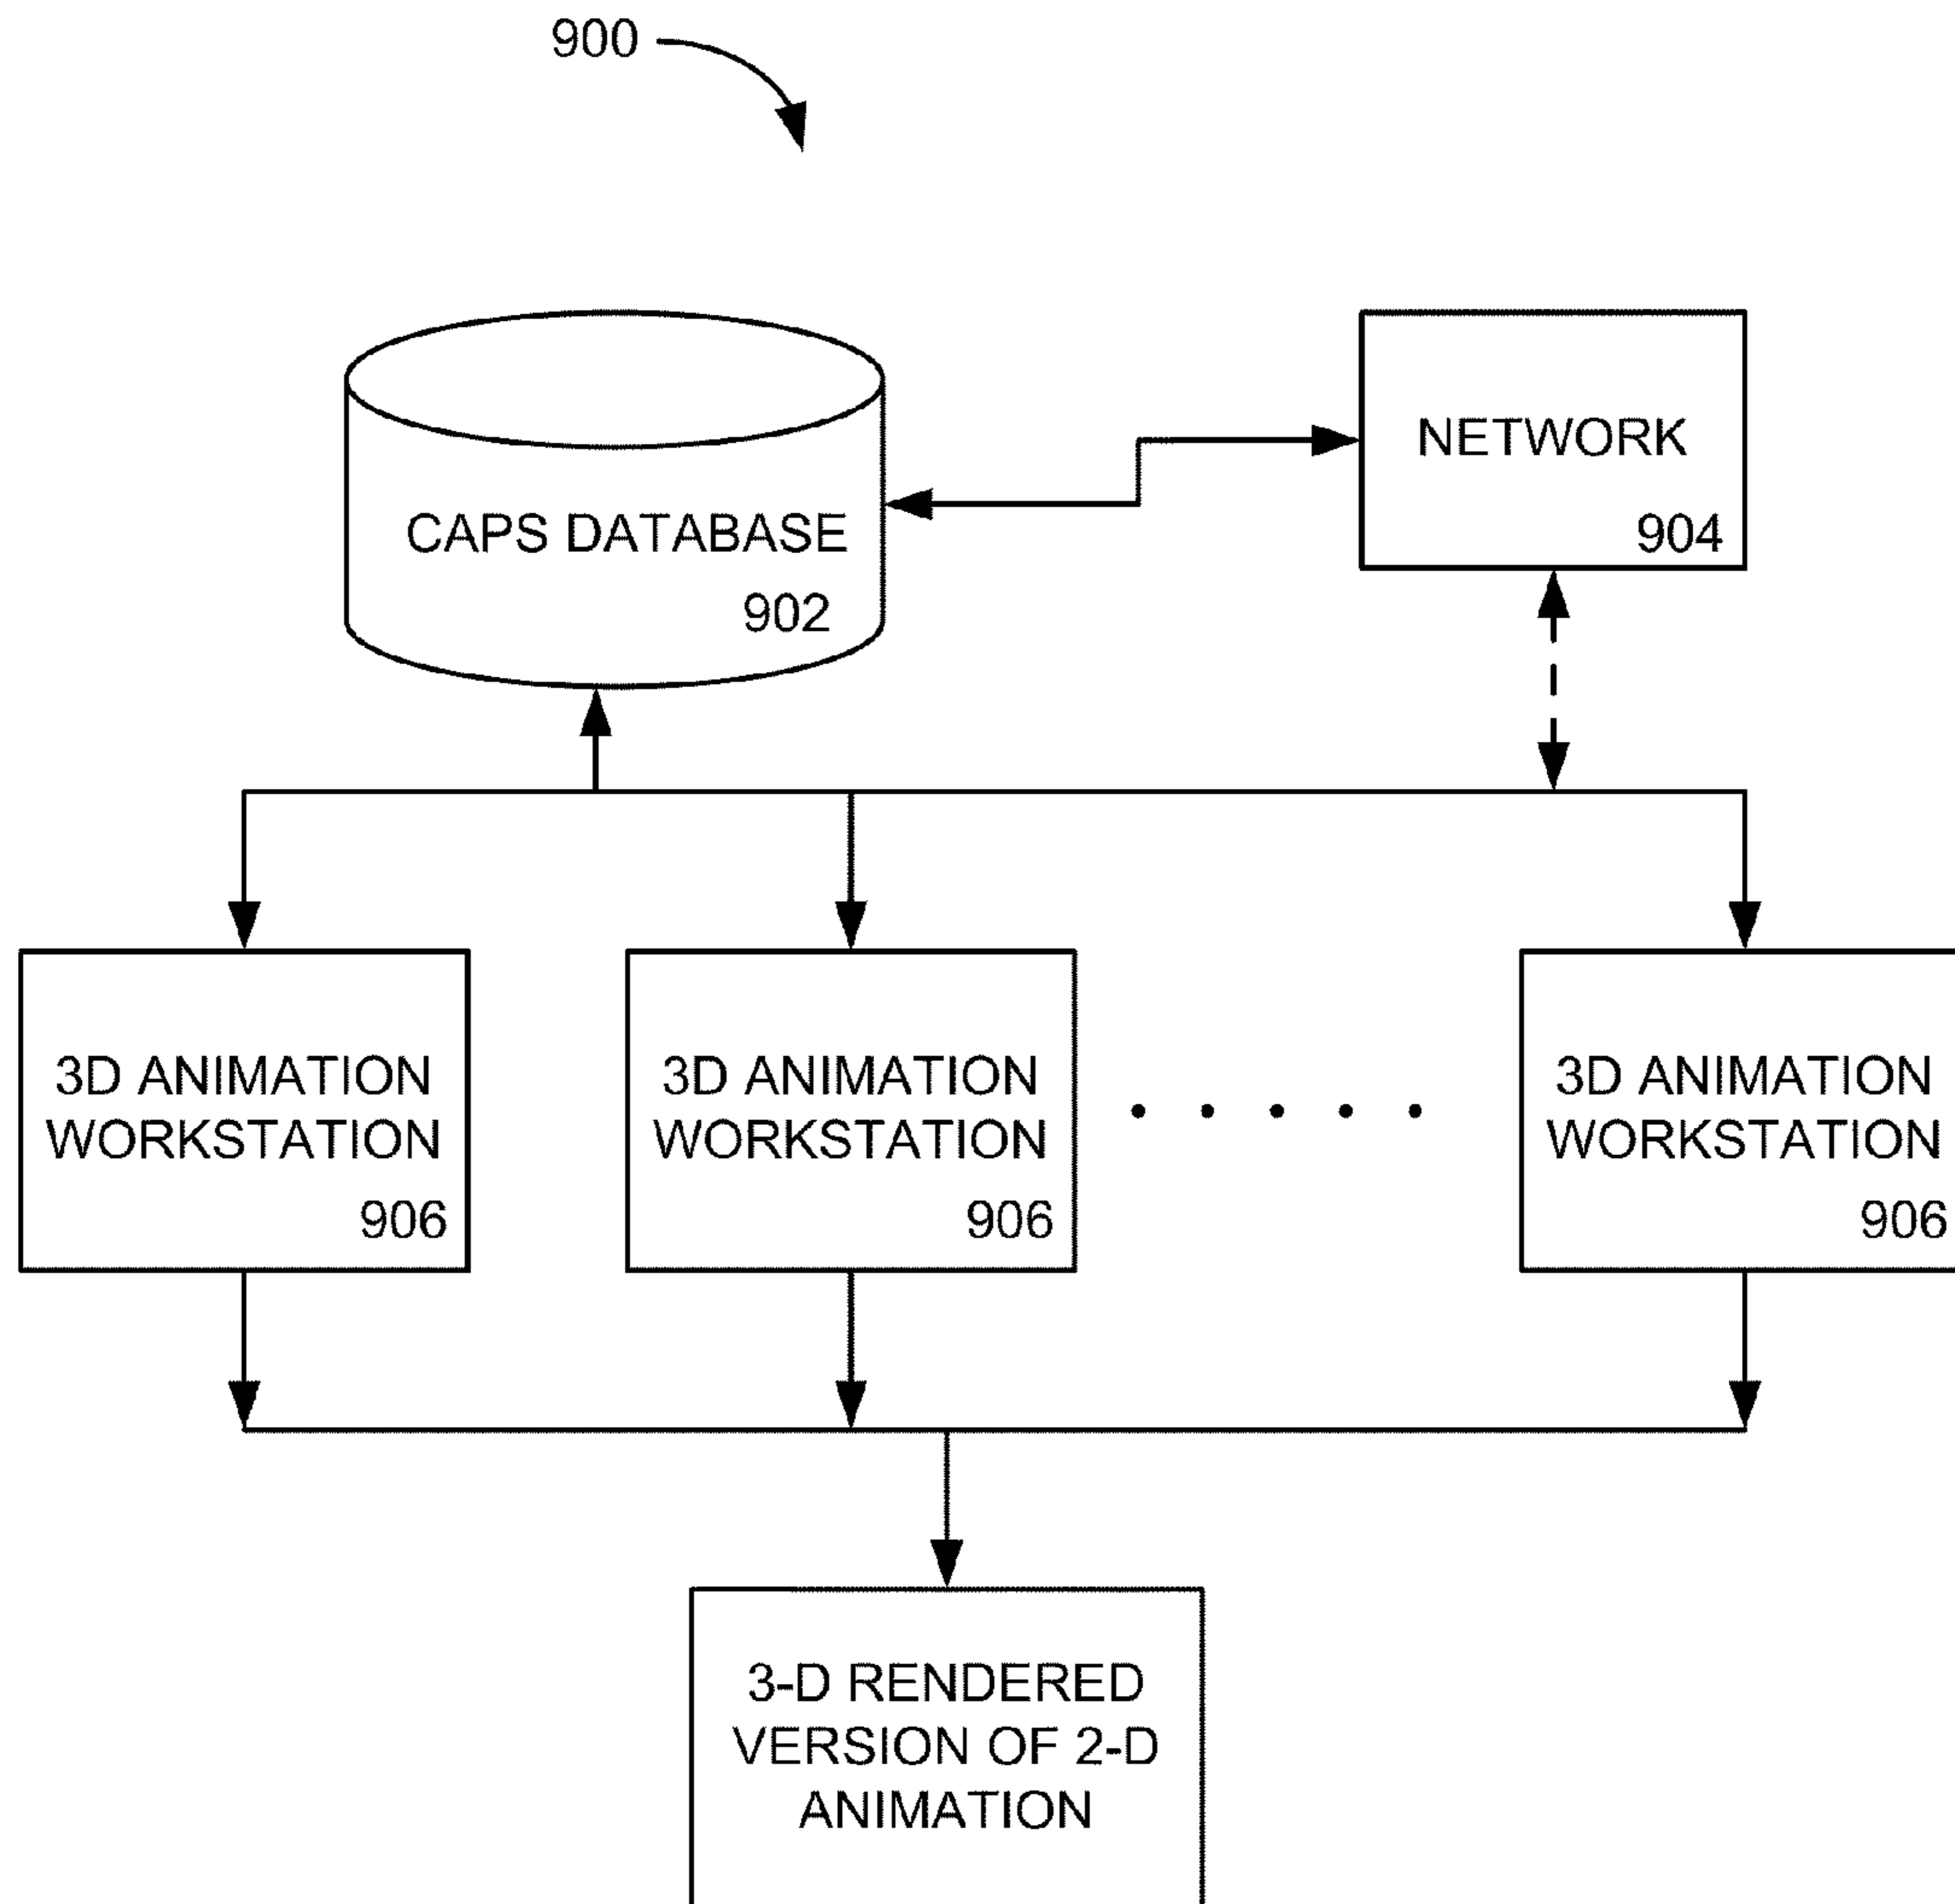 900
NETWORK
904
CAPS DATABASE
902
3D ANIMATION
WORKSTATION
906
3D ANIMATION
WORKSTATION
906
3D ANIMATION
WORKSTATION
906
3-D RENDERED
VERSION OF 2-D
ANIMATION